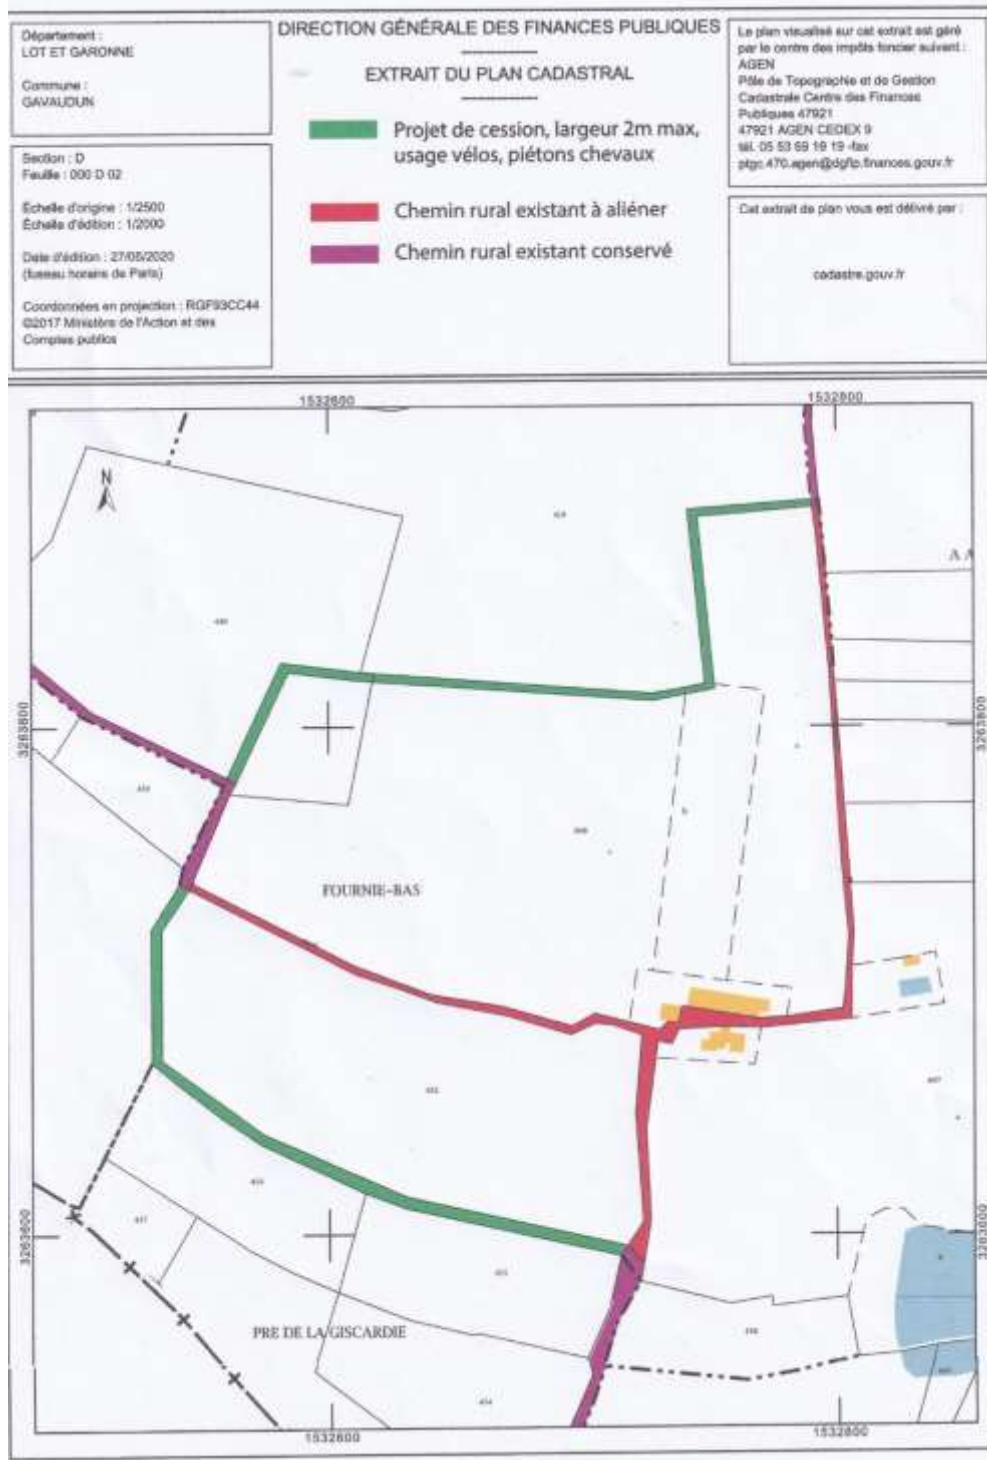 Département :
LOT ET GARONNE
Commune :
GAVAUDUN
Section : D
Feuille : 000 D 02
Échelle d'origine : 1/2500
Échelle d'édition : 1/2000
Date d'édition : 27/05/2020
(fuseau horaire de Paris)
Coordonnées en projection : RGF93CC44
©2017 Ministère de l'Action et des
Comptes publics
DIRECTION GÉNÉRALE DES FINANCES PUBLIQUES
EXTRAIT DU PLAN CADASTRAL
Projet de cession, largeur 2m max,
usage vélos, piétons chevaux
Chemin rural existant à aliéner
Chemin rural existant conservé
Le plan visualisé sur cet extrait est géré
par le centre des impôts foncier suivant :
AGEN
Pôle de Topographie et de Gestion
Cadastrale Centre des Finances
Publiques 47921
47921 AGEN CEDEX 9
tél. 05 53 69 19 19 -fax
ptgc.470.agen@dgfip.finances.gouv.fr
Cet extrait de plan vous est délivré par :
cadastre.gouv.fr
1532600
1532800
N
A A
3263800
3263800
FOURNIE-BAS
3263600
3263600
PRE DE LA GISCARDIE
1532600
1532800